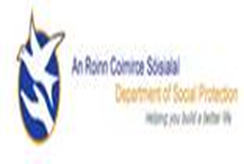 An Roinn Coimirce Sóisialaí
Department of Social Protection
Helping you build a better life